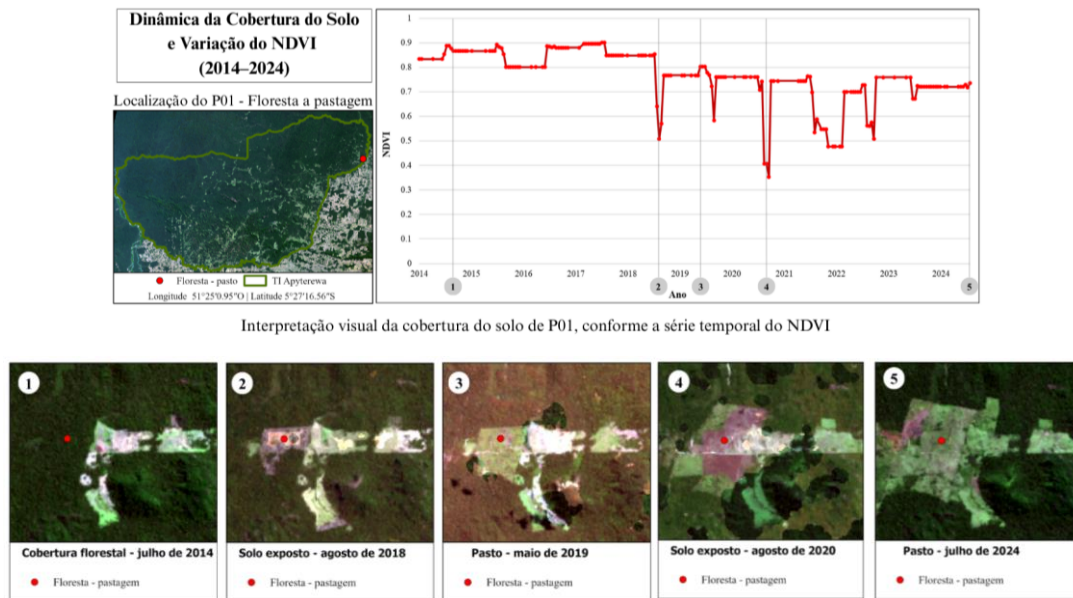 Dinâmica da Cobertura do Solo
e Variação do NDVI
(2014–2024)
Localização do P01 - Floresta a pastagem
Floresta - pasto
TI Apyterewa
Longitude 51°25'0.95"O | Latitude 5°27'16.56"S
NDVI
1
0.9
0.8
0.7
0.6
0.5
0.4
0.3
0.2
0.1
0
2014 2015 2016 2017 2018 2019 2020 2021 2022 2023 2024
1 2 3 4 5
Ano
Interpretação visual da cobertura do solo de P01, conforme a série temporal do NDVI
1
Cobertura florestal - julho de 2014
Floresta - pastagem
2
Solo exposto - agosto de 2018
Floresta - pastagem
3
Pasto - maio de 2019
Floresta - pastagem
4
Solo exposto - agosto de 2020
Floresta - pastagem
5
Pasto - julho de 2024
Floresta - pastagem